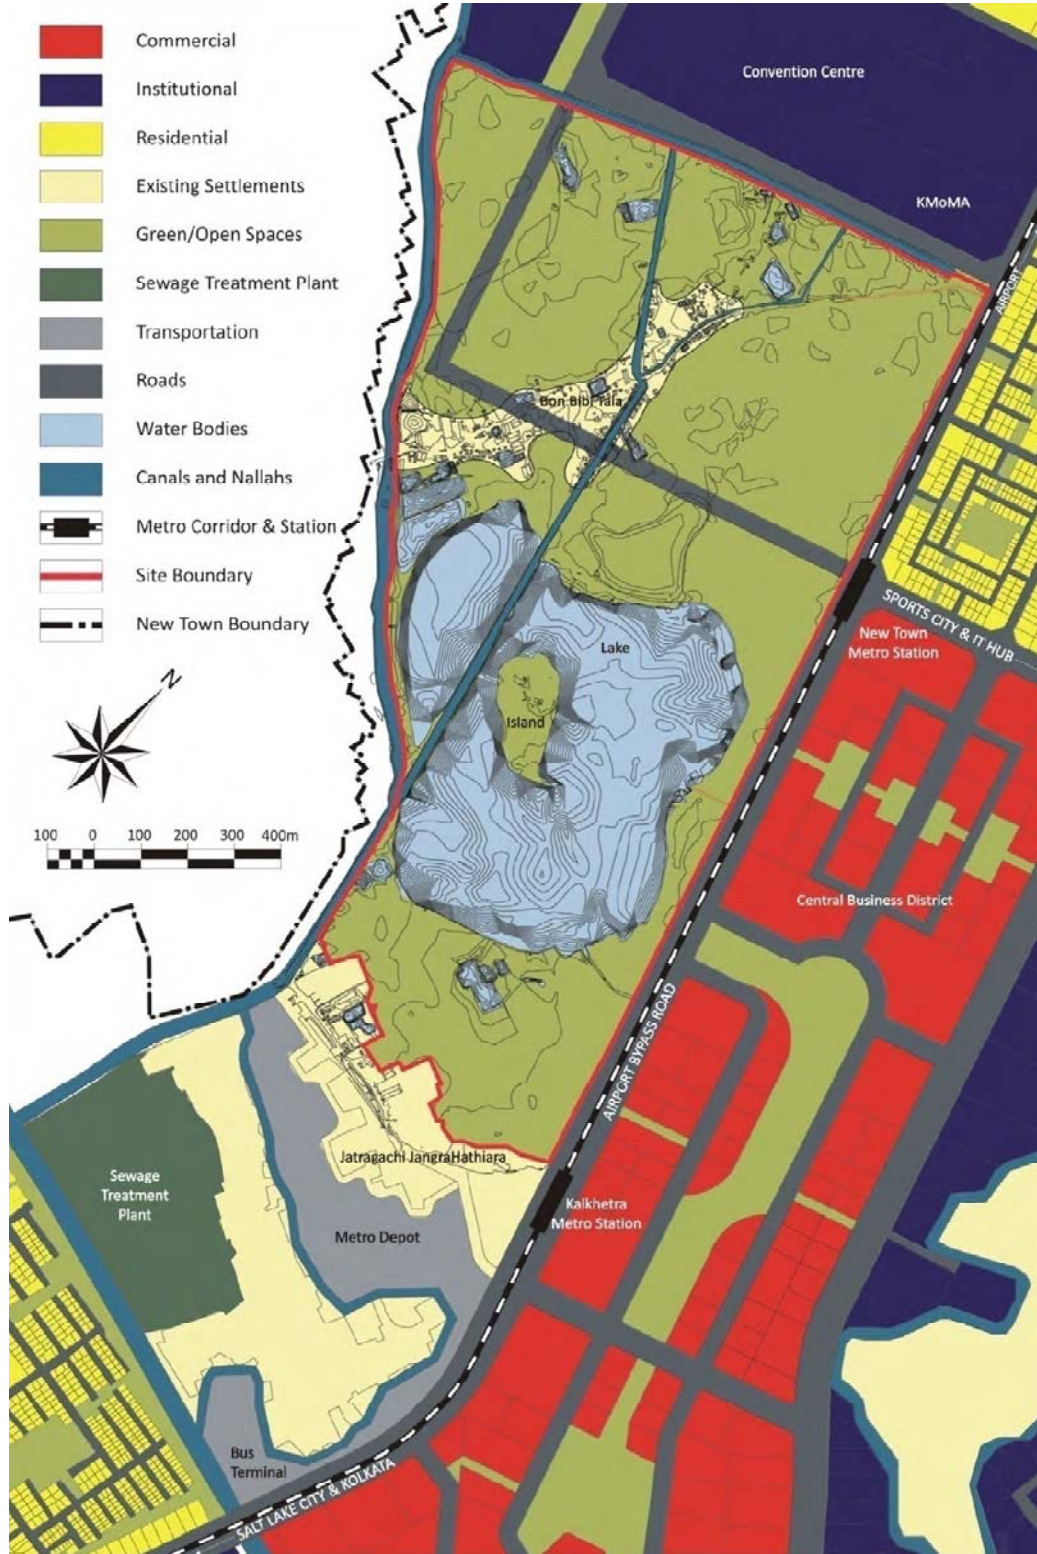 Commercial
Institutional
Residential
Existing Settlements
Green/Open Spaces
Sewage Treatment Plant
Transportation
Roads
Water Bodies
Canals and Nallahs
Metro Corridor & Station
Site Boundary
New Town Boundary
N
100 0 100 200 300 400m
Convention Centre
KMoMA
AIRPORT
Bon Bibi Tala
SPORTS CITY & IT HUB
New Town
Metro Station
Lake
Island
Central Business District
AIRPORT BYPASS ROAD
Jatragachi JangraHathiara
Sewage
Treatment
Plant
Metro Depot
Kalkhetra
Metro Station
Bus
Terminal
SALT LAKE CITY & KOLKATA